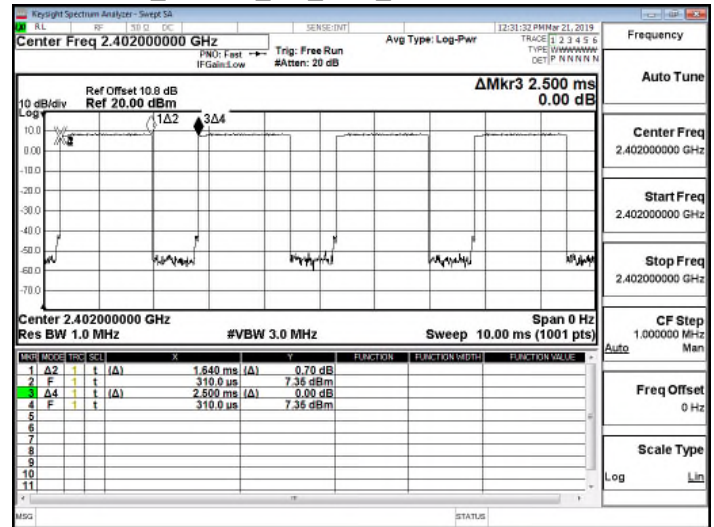 Keysight Spectrum Analyzer - Swept SA
RL RF 50 Ω DC SENSE:INT 12:31:32 PM Mar 21, 2019
Center Freq 2.402000000 GHz
PNO: Fast
IFGain:Low
Trig: Free Run
#Atten: 20 dB
Avg Type: Log-Pwr
TRACE 1 2 3 4 5 6
TYPE WWWWWW
DET P N N N N N
Ref Offset 10.8 dB
Ref 20.00 dBm
ΔMkr3 2.500 ms
0.00 dB
10 dB/div
Log
1Δ2
3Δ4
10.0
0.00
-10.0
-20.0
-30.0
-40.0
-50.0
-60.0
-70.0
Center 2.402000000 GHz
Span 0 Hz
Res BW 1.0 MHz
#VBW 3.0 MHz
Sweep 10.00 ms (1001 pts)
MKR MODE TRC SCL X Y FUNCTION FUNCTION WIDTH FUNCTION VALUE
1 Δ2 1 t (Δ) 1.640 ms (Δ) 0.70 dB
2 F 1 t 310.0 µs 7.35 dBm
3 Δ4 1 t (Δ) 2.500 ms (Δ) 0.00 dB
4 F 1 t 310.0 µs 7.35 dBm
5
6
7
8
9
10
11
MSG
STATUS
Frequency
Auto Tune
Center Freq
2.402000000 GHz
Start Freq
2.402000000 GHz
Stop Freq
2.402000000 GHz
CF Step
1.000000 MHz
Auto Man
Freq Offset
0 Hz
Scale Type
Log Lin